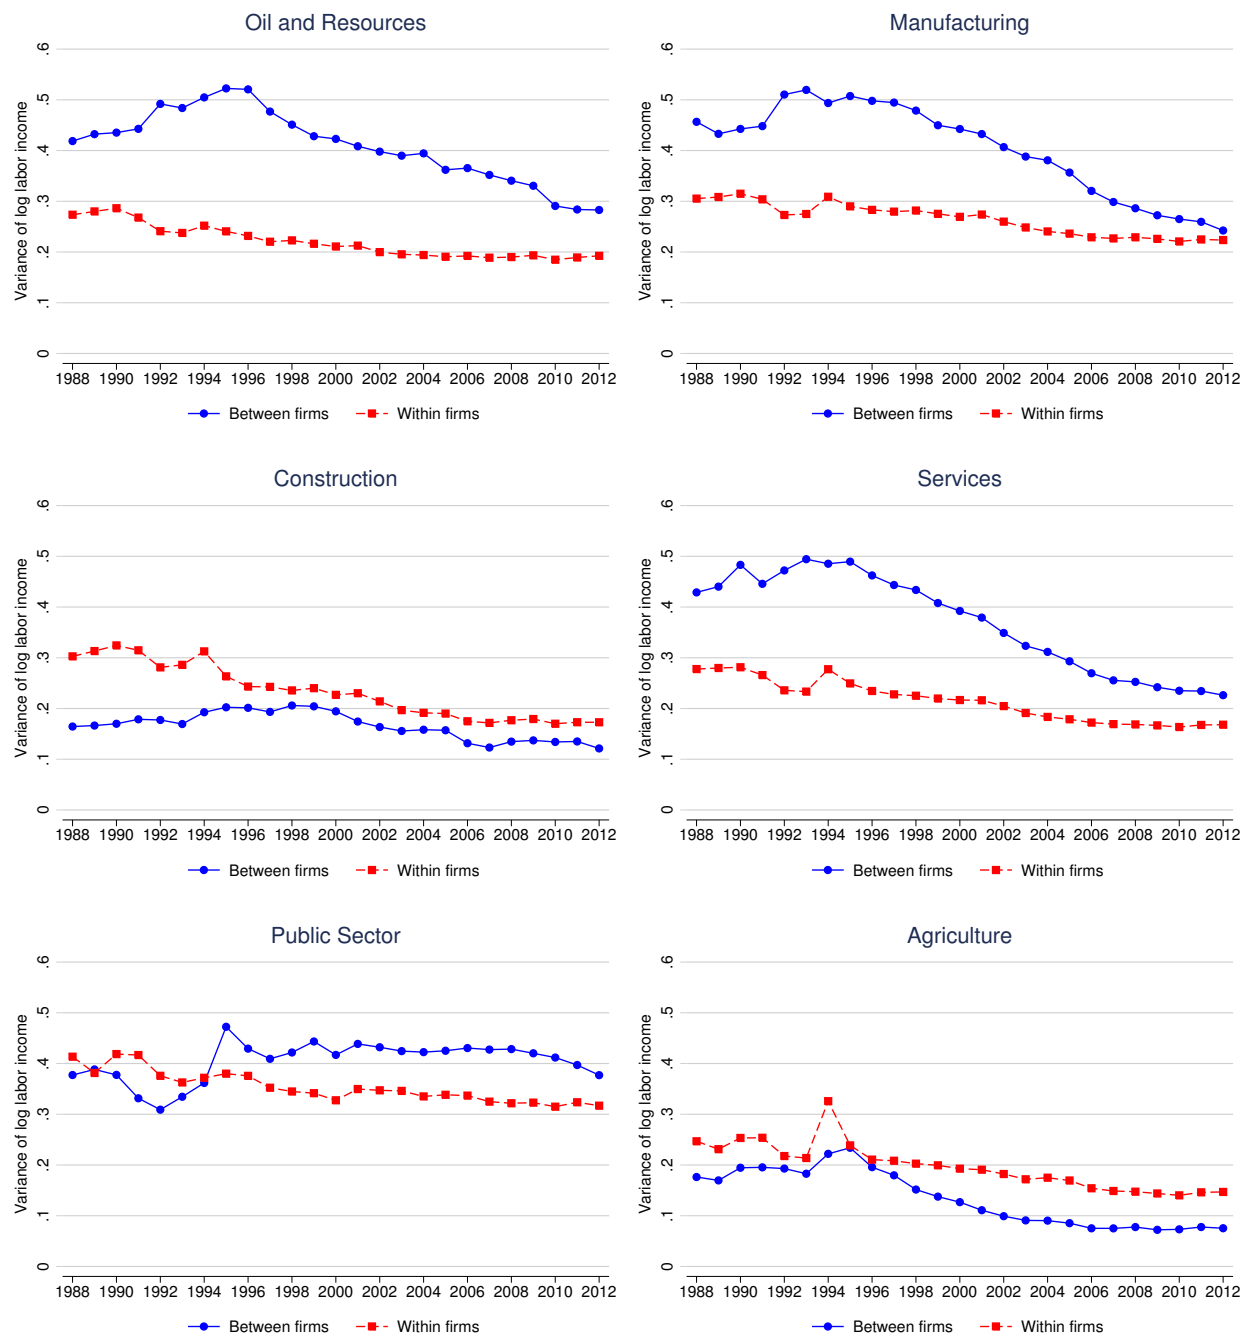 Oil and Resources
Variance of log labor income
0 .1 .2 .3 .4 .5 .6
1988 1990 1992 1994 1996 1998 2000 2002 2004 2006 2008 2010 2012
Between firms Within firms
Manufacturing
Variance of log labor income
0 .1 .2 .3 .4 .5 .6
1988 1990 1992 1994 1996 1998 2000 2002 2004 2006 2008 2010 2012
Between firms Within firms
Construction
Variance of log labor income
0 .1 .2 .3 .4 .5 .6
1988 1990 1992 1994 1996 1998 2000 2002 2004 2006 2008 2010 2012
Between firms Within firms
Services
Variance of log labor income
0 .1 .2 .3 .4 .5 .6
1988 1990 1992 1994 1996 1998 2000 2002 2004 2006 2008 2010 2012
Between firms Within firms
Public Sector
Variance of log labor income
0 .1 .2 .3 .4 .5 .6
1988 1990 1992 1994 1996 1998 2000 2002 2004 2006 2008 2010 2012
Between firms Within firms
Agriculture
Variance of log labor income
0 .1 .2 .3 .4 .5 .6
1988 1990 1992 1994 1996 1998 2000 2002 2004 2006 2008 2010 2012
Between firms Within firms